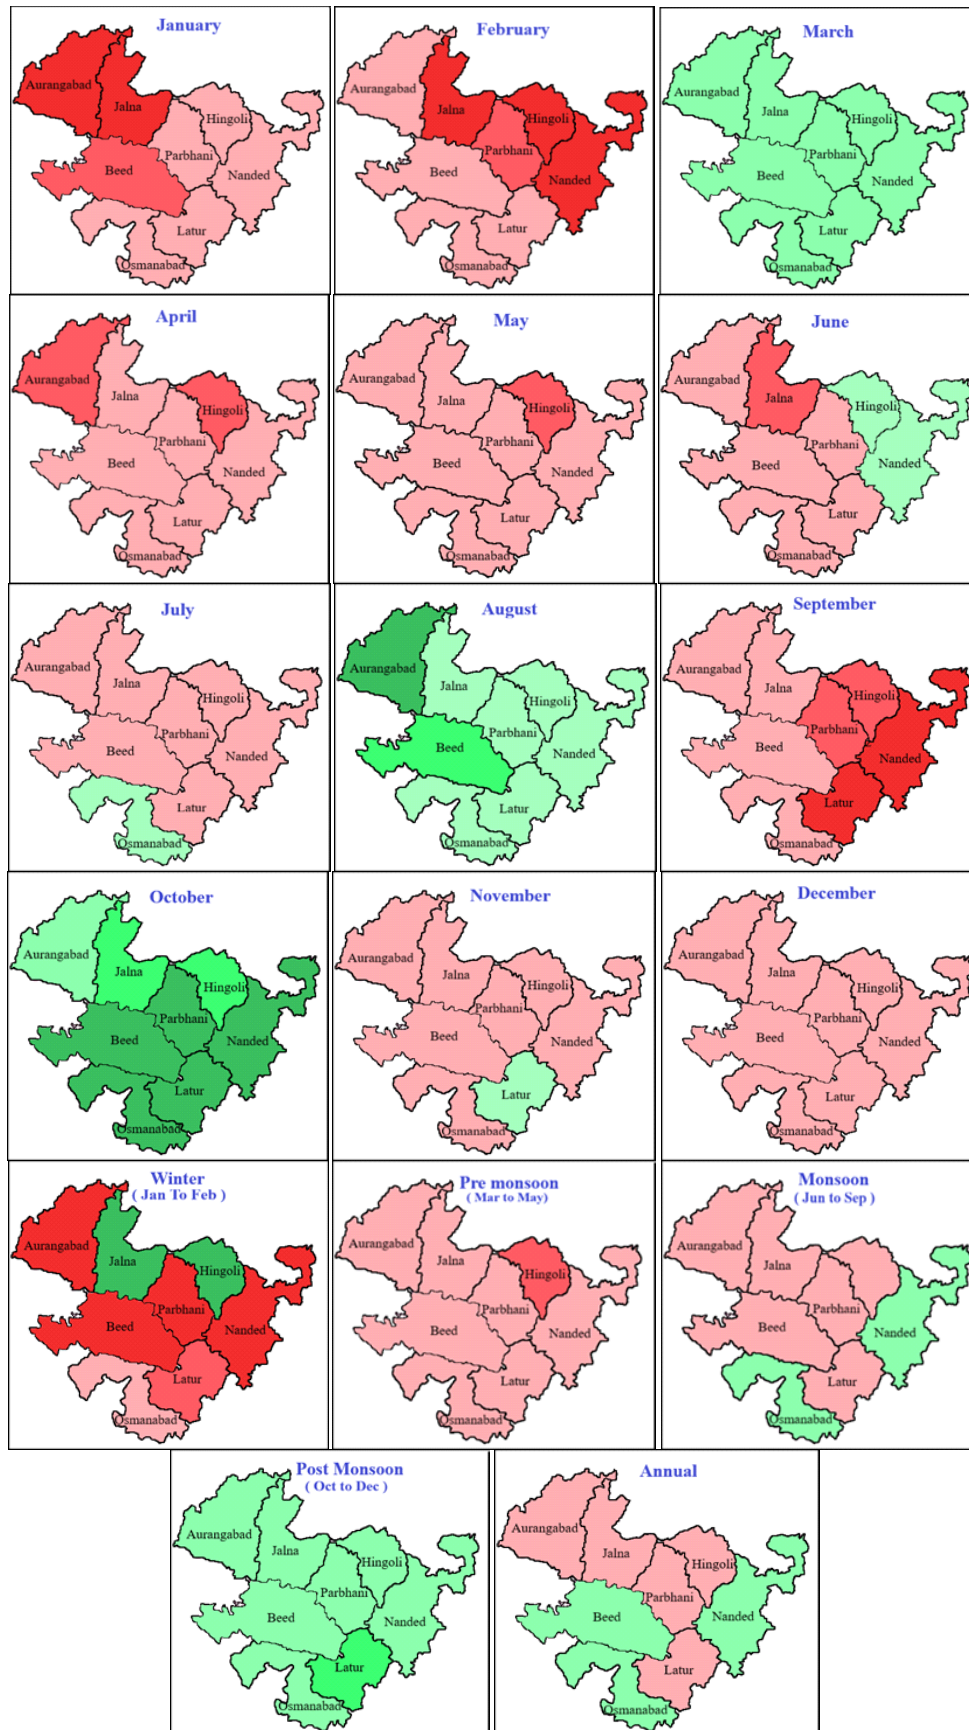 January
Aurangabad
Jalna
Hingoli
Parbhani
Beed
Nanded
Latur
Osmanabad
February
Aurangabad
Jalna
Hingoli
Parbhani
Beed
Nanded
Latur
Osmanabad
March
Aurangabad
Jalna
Hingoli
Parbhani
Beed
Nanded
Latur
Osmanabad
April
Aurangabad
Jalna
Hingoli
Parbhani
Beed
Nanded
Latur
Osmanabad
May
Aurangabad
Jalna
Hingoli
Parbhani
Beed
Nanded
Latur
Osmanabad
June
Aurangabad
Jalna
Hingoli
Parbhani
Beed
Nanded
Latur
Osmanabad
July
Aurangabad
Jalna
Hingoli
Parbhani
Beed
Nanded
Latur
Osmanabad
August
Aurangabad
Jalna
Hingoli
Parbhani
Beed
Nanded
Latur
Osmanabad
September
Aurangabad
Jalna
Hingoli
Parbhani
Beed
Nanded
Latur
Osmanabad
October
Aurangabad
Jalna
Hingoli
Parbhani
Beed
Nanded
Latur
Osmanabad
November
Aurangabad
Jalna
Hingoli
Parbhani
Beed
Nanded
Latur
Osmanabad
December
Aurangabad
Jalna
Hingoli
Parbhani
Beed
Nanded
Latur
Osmanabad
Winter
( Jan To Feb )
Aurangabad
Jalna
Hingoli
Parbhani
Beed
Nanded
Latur
Osmanabad
Pre monsoon
( Mar to May)
Aurangabad
Jalna
Hingoli
Parbhani
Beed
Nanded
Latur
Osmanabad
Monsoon
( Jun to Sep )
Aurangabad
Jalna
Hingoli
Parbhani
Beed
Nanded
Latur
Osmanabad
Post Monsoon
( Oct to Dec )
Aurangabad
Jalna
Hingoli
Parbhani
Beed
Nanded
Latur
Osmanabad
Annual
Aurangabad
Jalna
Hingoli
Parbhani
Beed
Nanded
Latur
Osmanabad